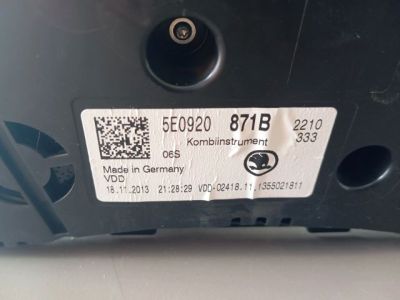 5E0920 871B 2210
Kombiinstrument 333
06S
Made in Germany
VDD
18.11.2013 21:28:29 VDD-02418.11.1355021811